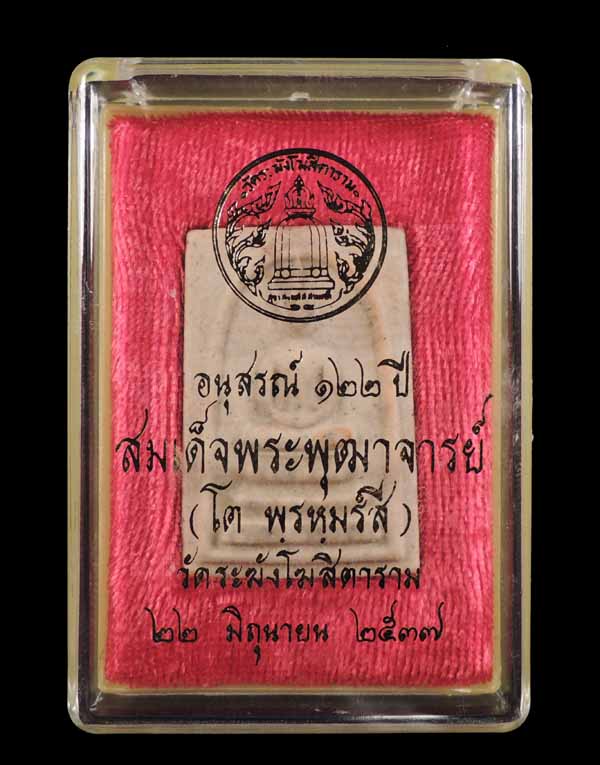 วัดระฆังโฆสิตาราม
อนุสรณ์ ๑๒๒ ปี
สมเด็จพระพุฒาจารย์
(โต พฺรหฺมรํสี)
วัดระฆังโฆสิตาราม
๒๒ มิถุนายน ๒๕๓๗